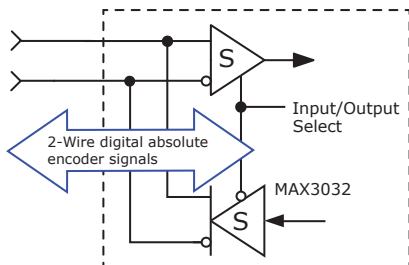 S
Input/Output
Select
2-Wire digital absolute
encoder signals
MAX3032
S